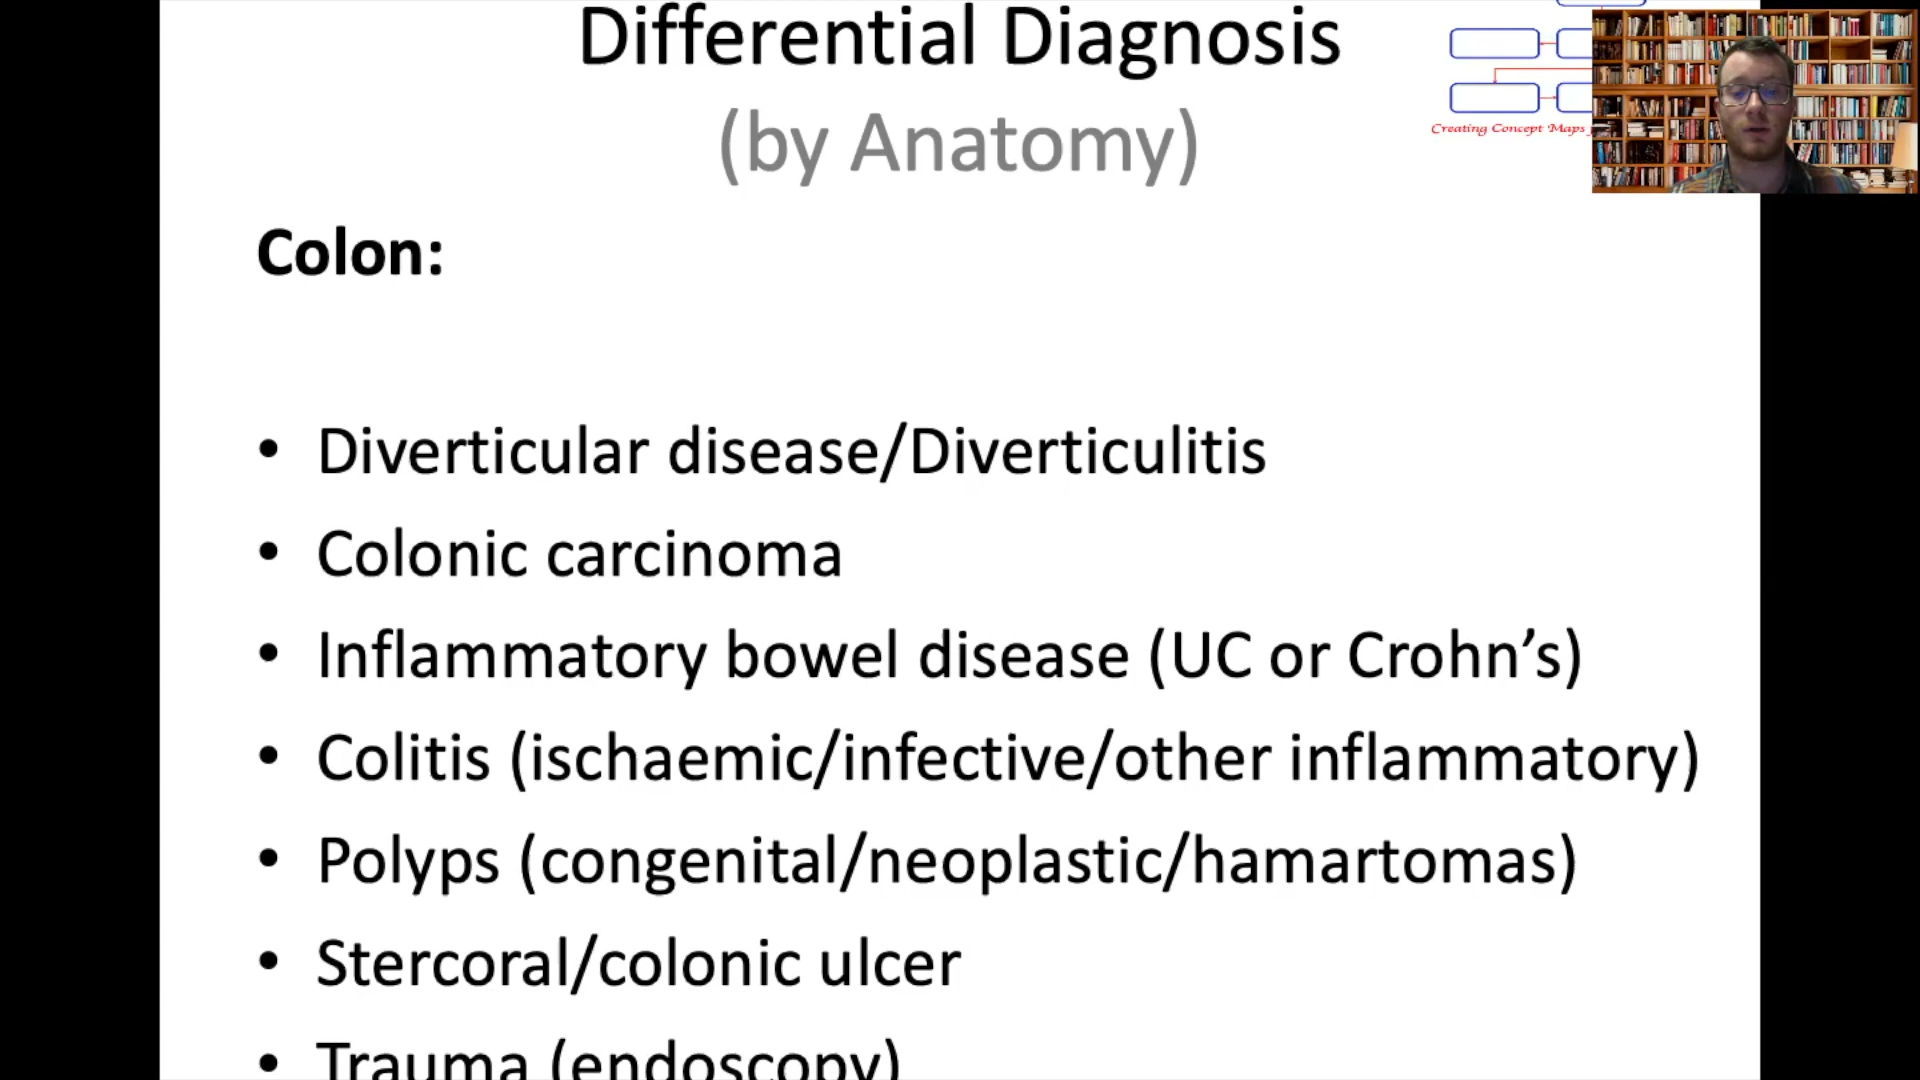 Differential Diagnosis
(by Anatomy)
Creating Concept Maps
Colon:
• Diverticular disease/Diverticulitis
• Colonic carcinoma
• Inflammatory bowel disease (UC or Crohn’s)
• Colitis (ischaemic/infective/other inflammatory)
• Polyps (congenital/neoplastic/hamartomas)
• Stercoral/colonic ulcer
• Trauma (endoscopy)